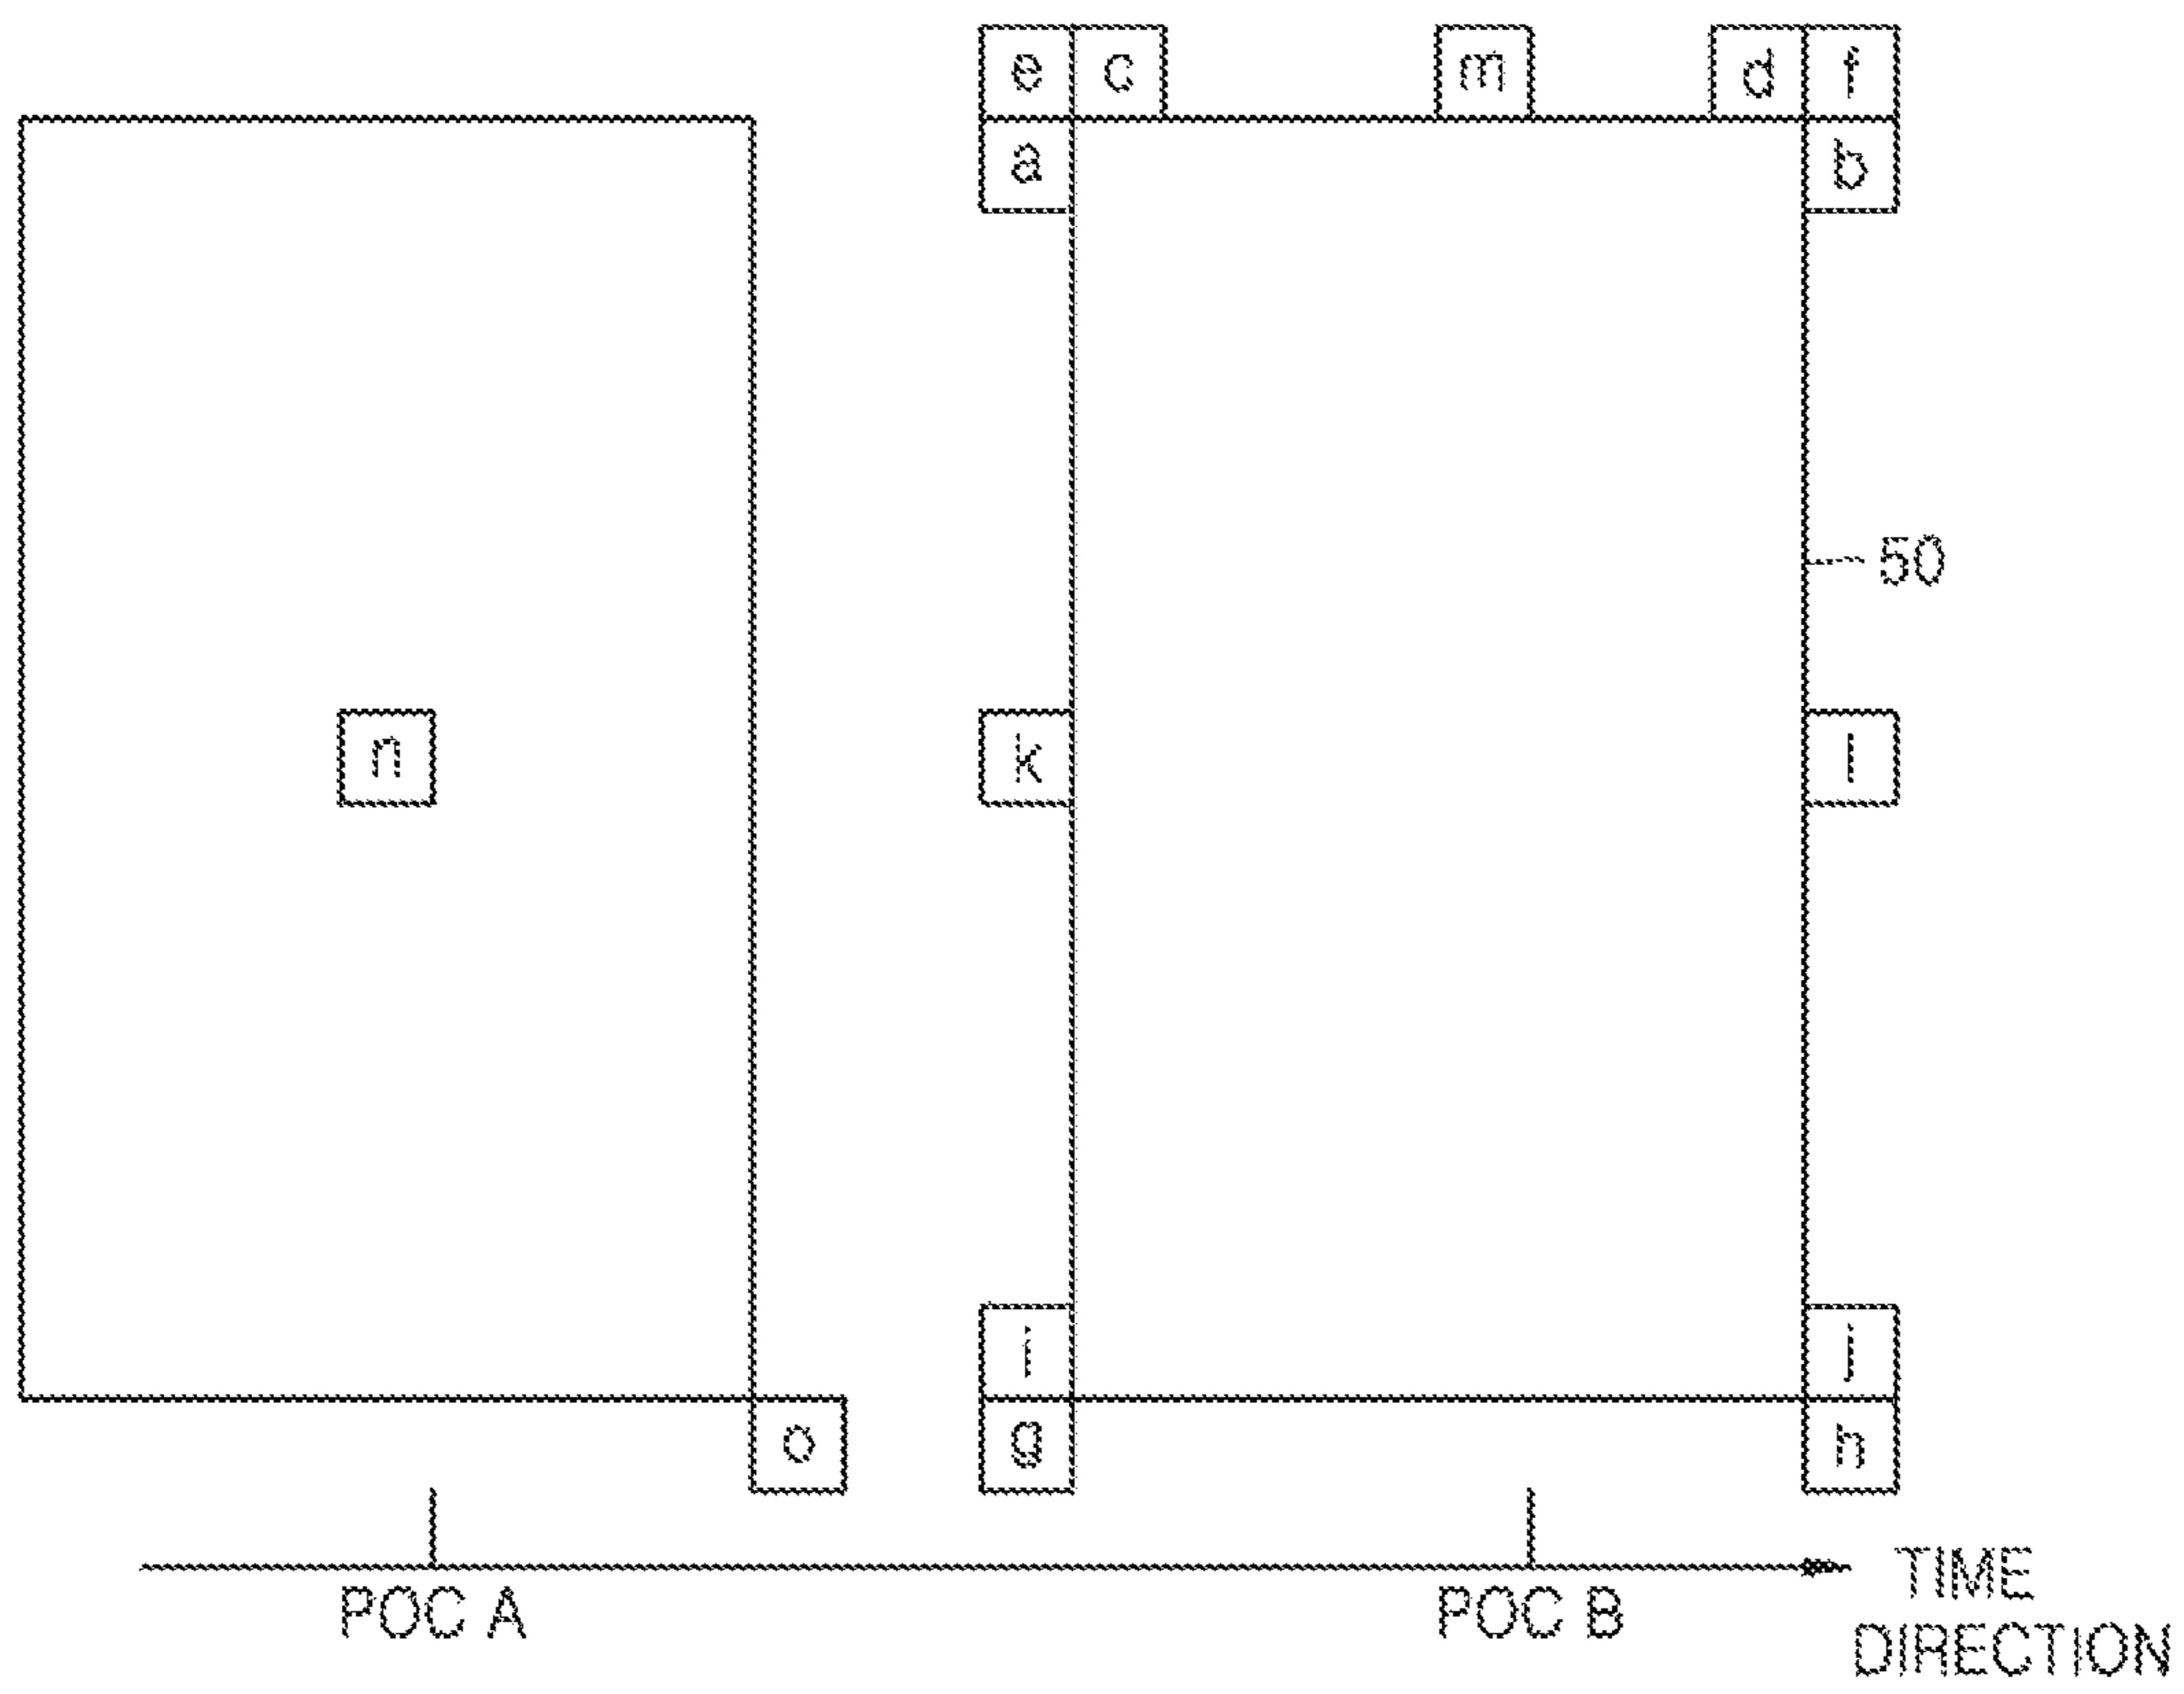 e c m d f
a b
50
n k l
i j
o g h
POC A POC B TIME
DIRECTION